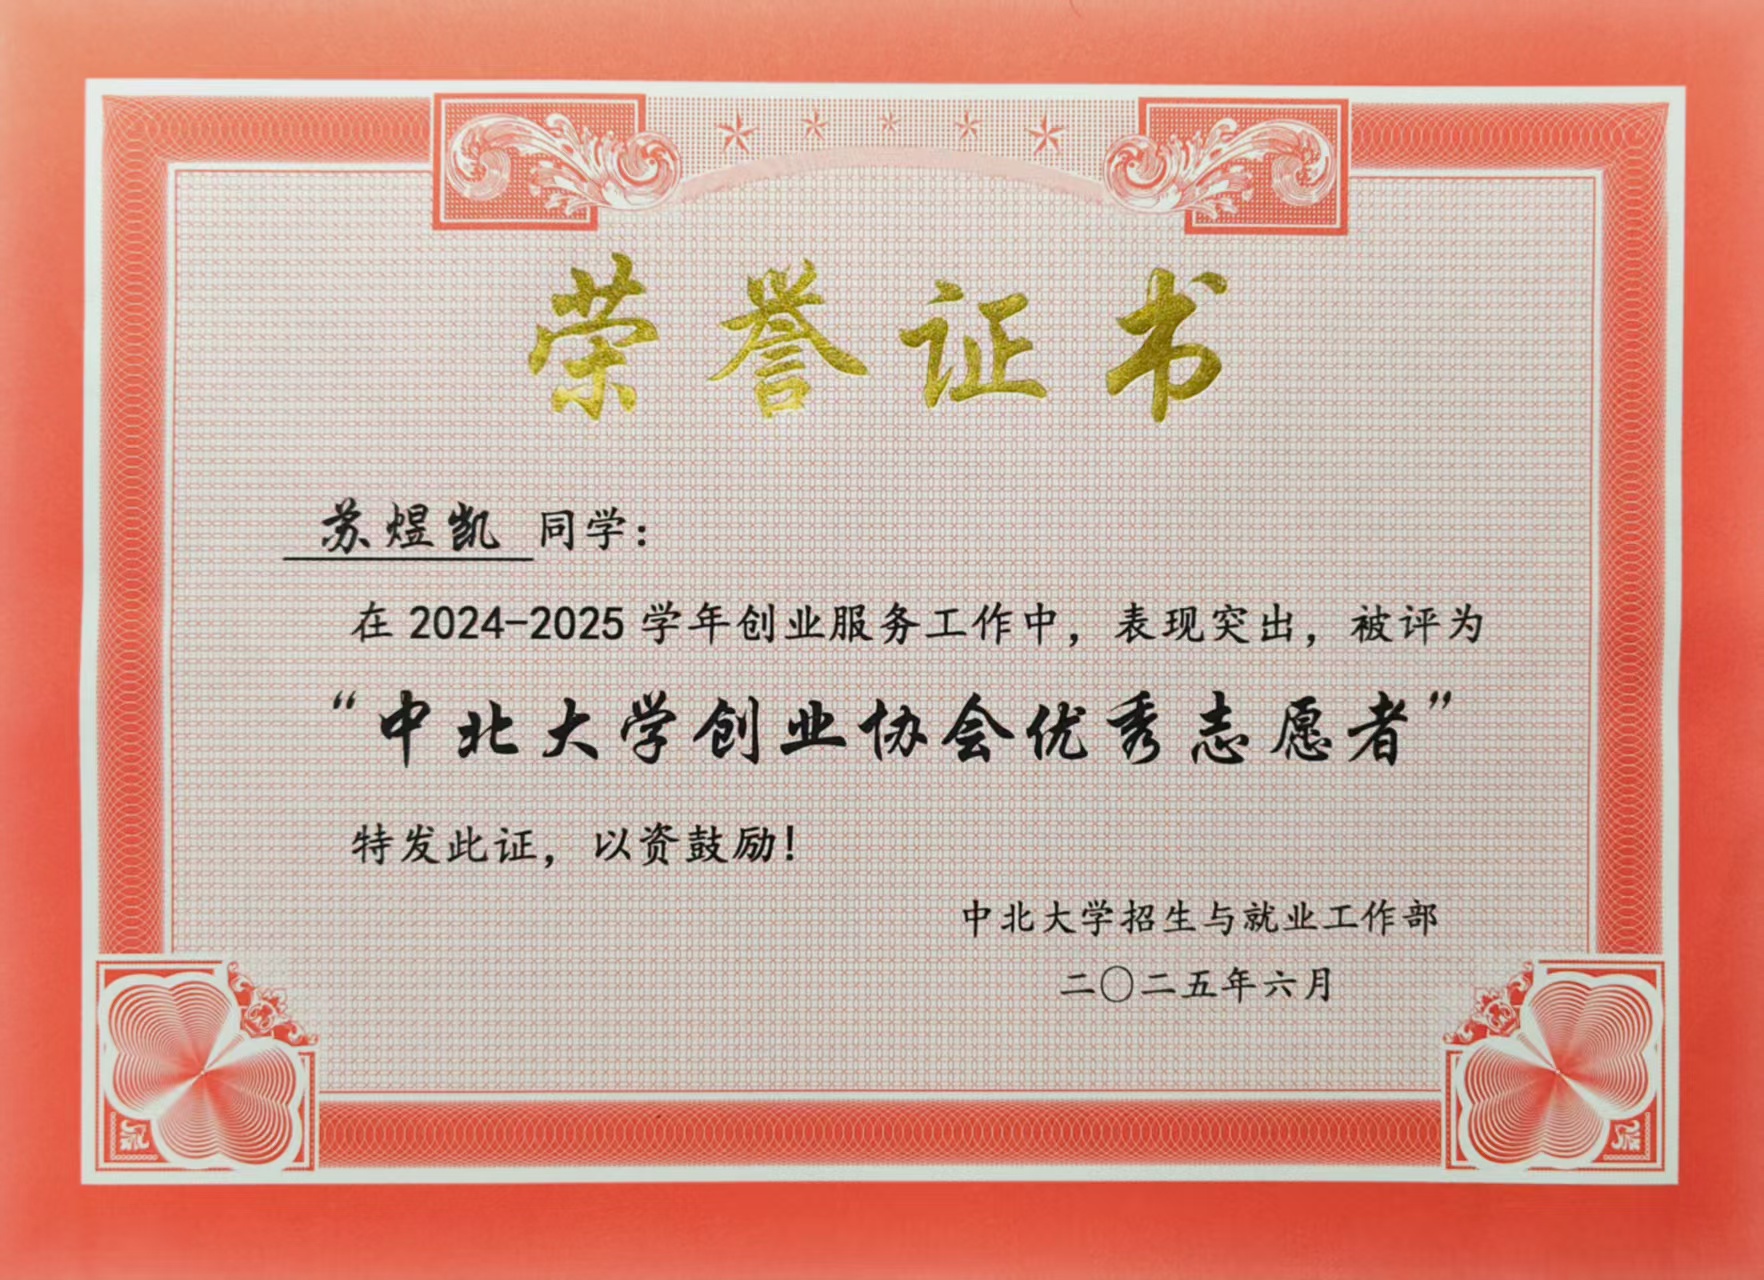 荣誉证书
苏煜凯 同学：
在 2024-2025 学年创业服务工作中，表现突出，被评为
“中北大学创业协会优秀志愿者”
特发此证，以资鼓励！
中北大学招生与就业工作部
二〇二五年六月